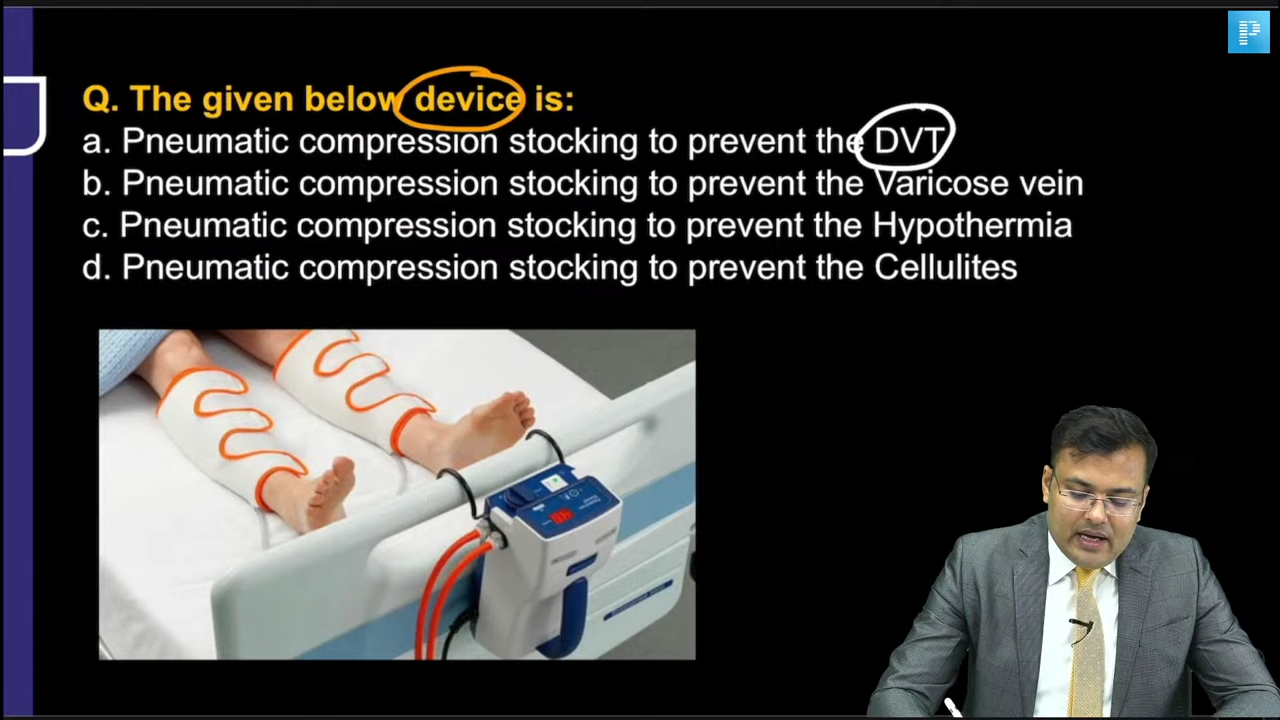 Q. The given below device is:
a. Pneumatic compression stocking to prevent the DVT
b. Pneumatic compression stocking to prevent the Varicose vein
c. Pneumatic compression stocking to prevent the Hypothermia
d. Pneumatic compression stocking to prevent the Cellulites
P